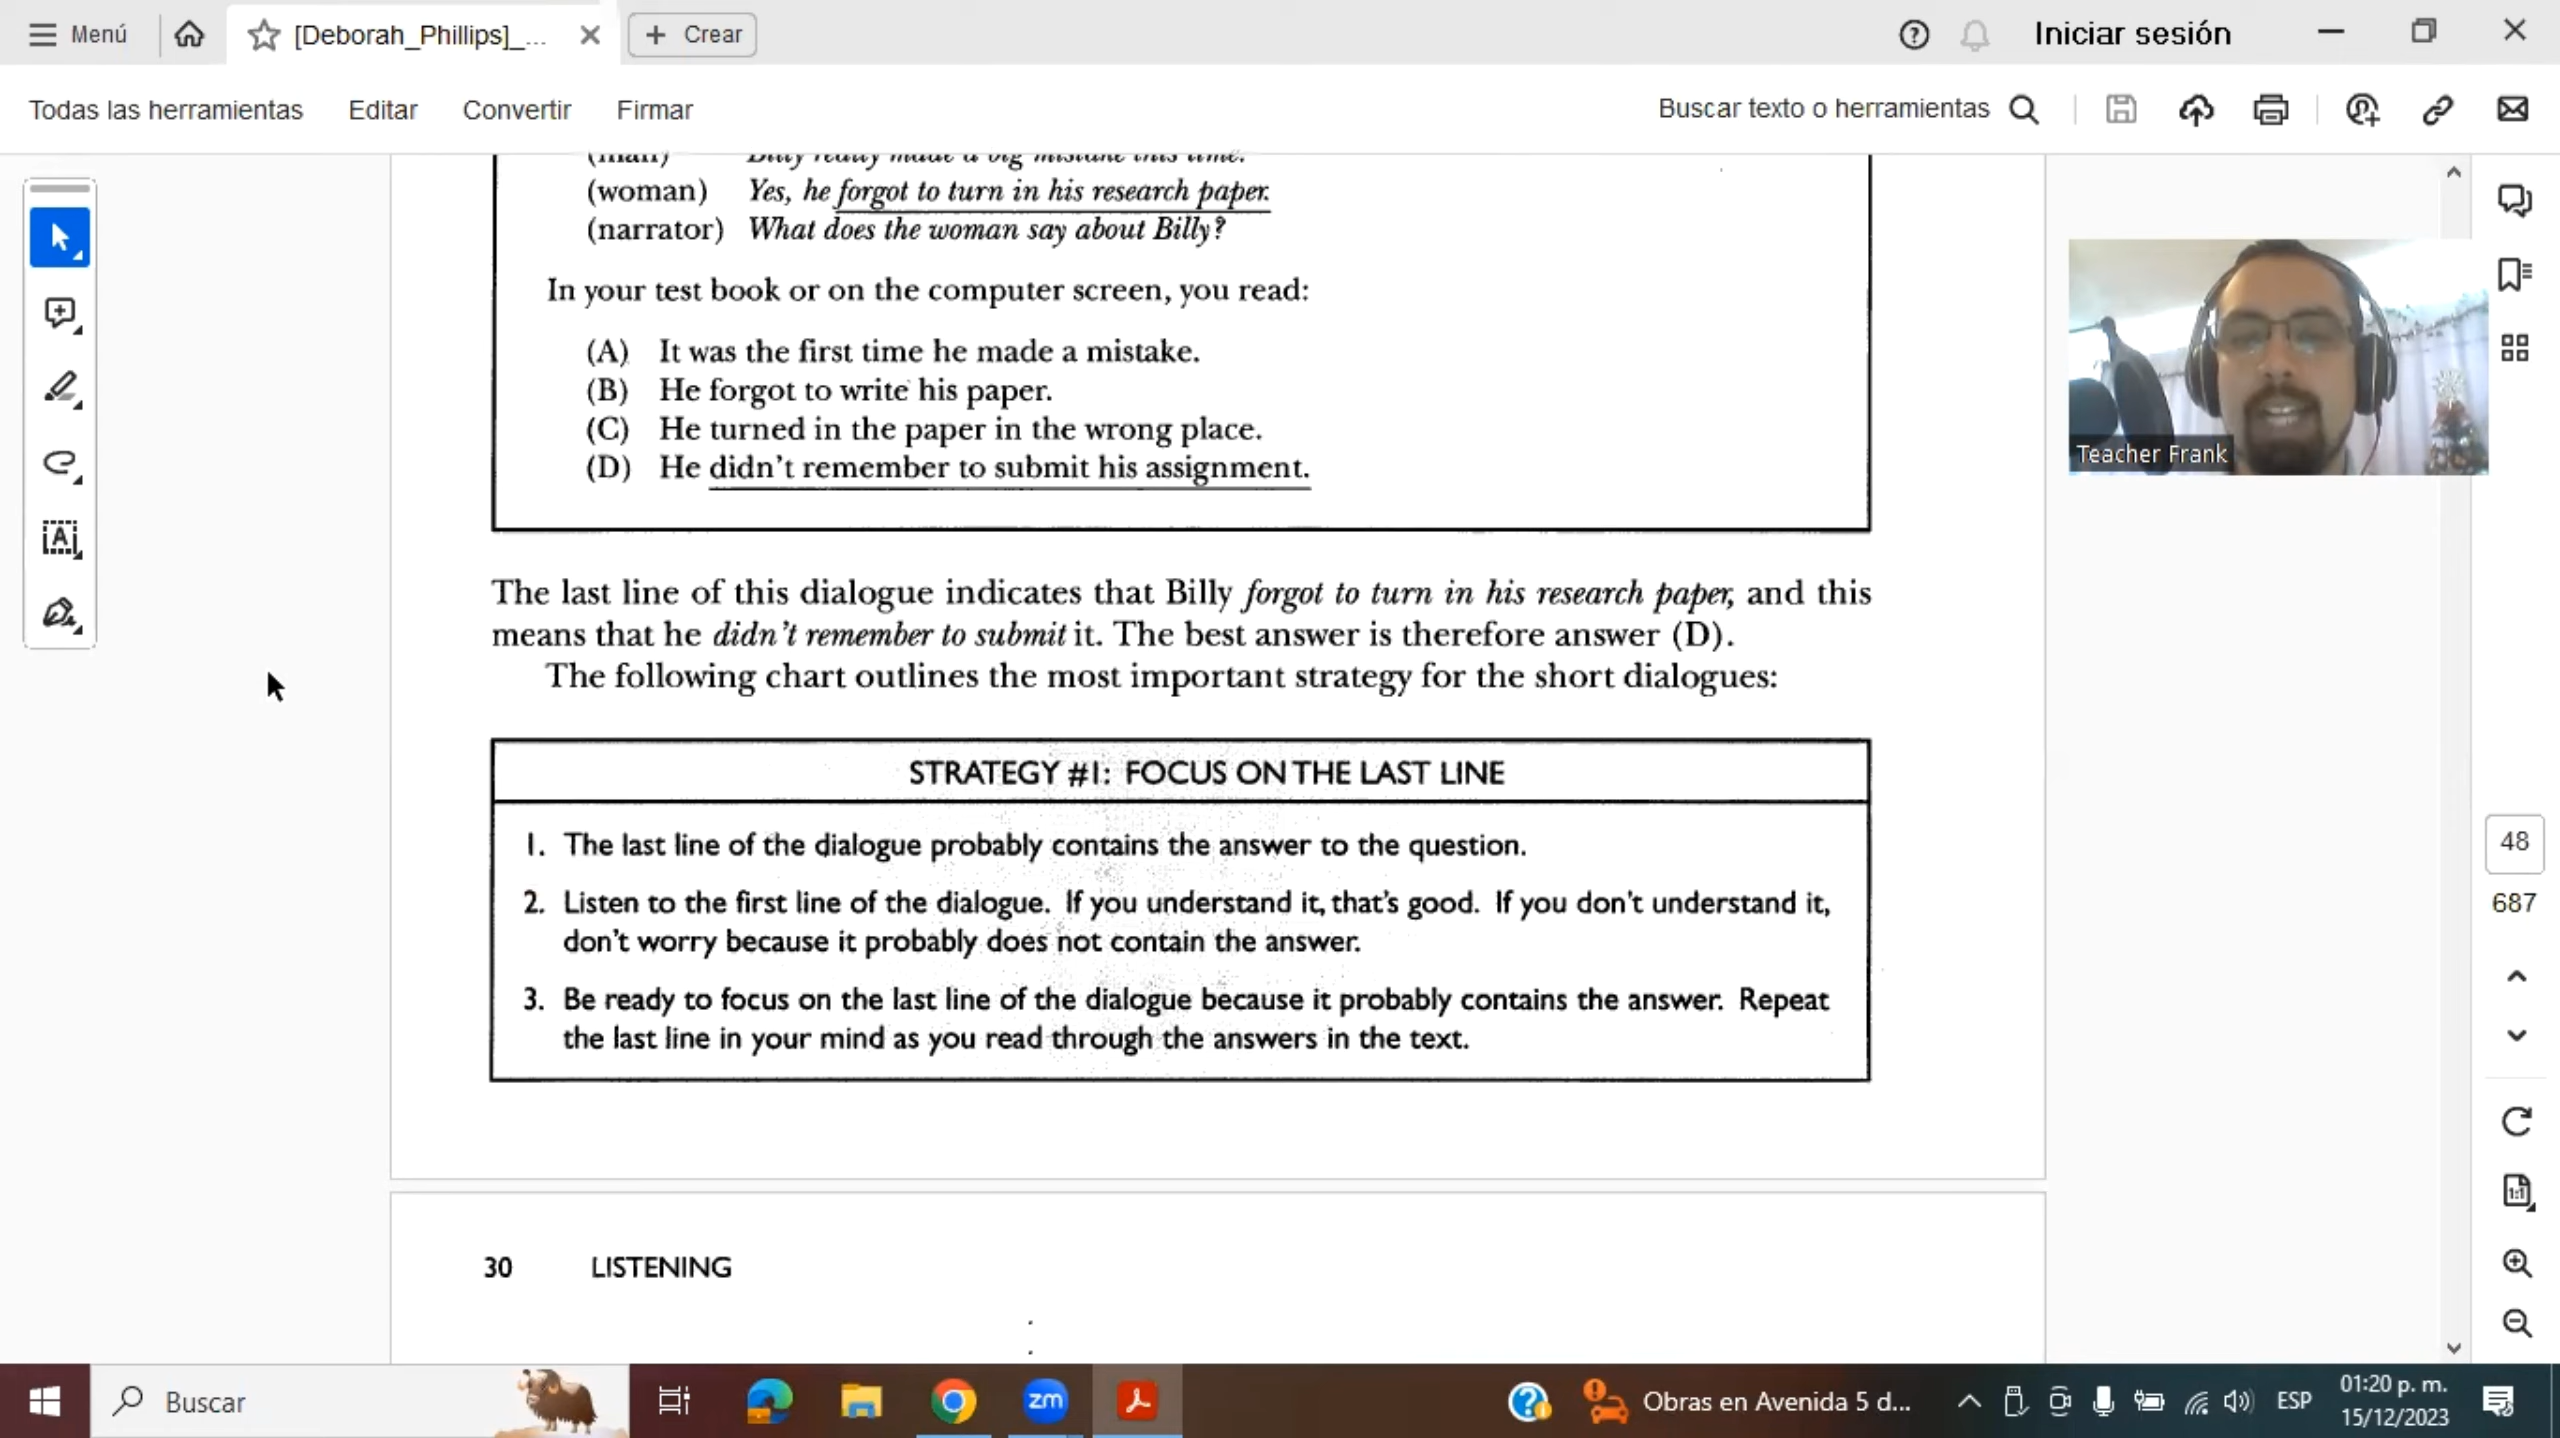 Menú
[Deborah_Phillips]_...
Crear
Iniciar sesión
Todas las herramientas
Editar
Convertir
Firmar
Buscar texto o herramientas
(man) Billy really made a big mistake this time.
(woman) Yes, he forgot to turn in his research paper.
(narrator) What does the woman say about Billy?
In your test book or on the computer screen, you read:
(A) It was the first time he made a mistake.
(B) He forgot to write his paper.
(C) He turned in the paper in the wrong place.
(D) He didn't remember to submit his assignment.
Teacher Frank
The last line of this dialogue indicates that Billy forgot to turn in his research paper, and this
means that he didn't remember to submit it. The best answer is therefore answer (D).
The following chart outlines the most important strategy for the short dialogues:
STRATEGY #1: FOCUS ON THE LAST LINE
1. The last line of the dialogue probably contains the answer to the question.
2. Listen to the first line of the dialogue. If you understand it, that's good. If you don't understand it,
don't worry because it probably does not contain the answer.
3. Be ready to focus on the last line of the dialogue because it probably contains the answer. Repeat
the last line in your mind as you read through the answers in the text.
48
687
30 LISTENING
Buscar
zm
Obras en Avenida 5 d...
ESP
01:20 p. m.
15/12/2023